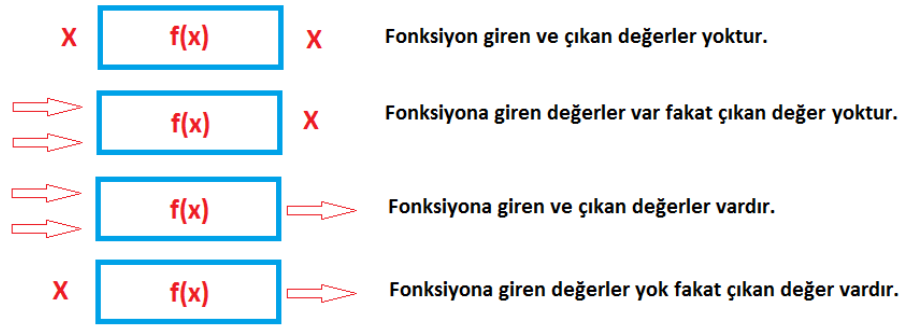 X f(x) X Fonksiyon giren ve çıkan değerler yoktur.
f(x) X Fonksiyona giren değerler var fakat çıkan değer yoktur.
f(x) Fonksiyona giren ve çıkan değerler vardır.
X f(x) Fonksiyona giren değerler yok fakat çıkan değer vardır.